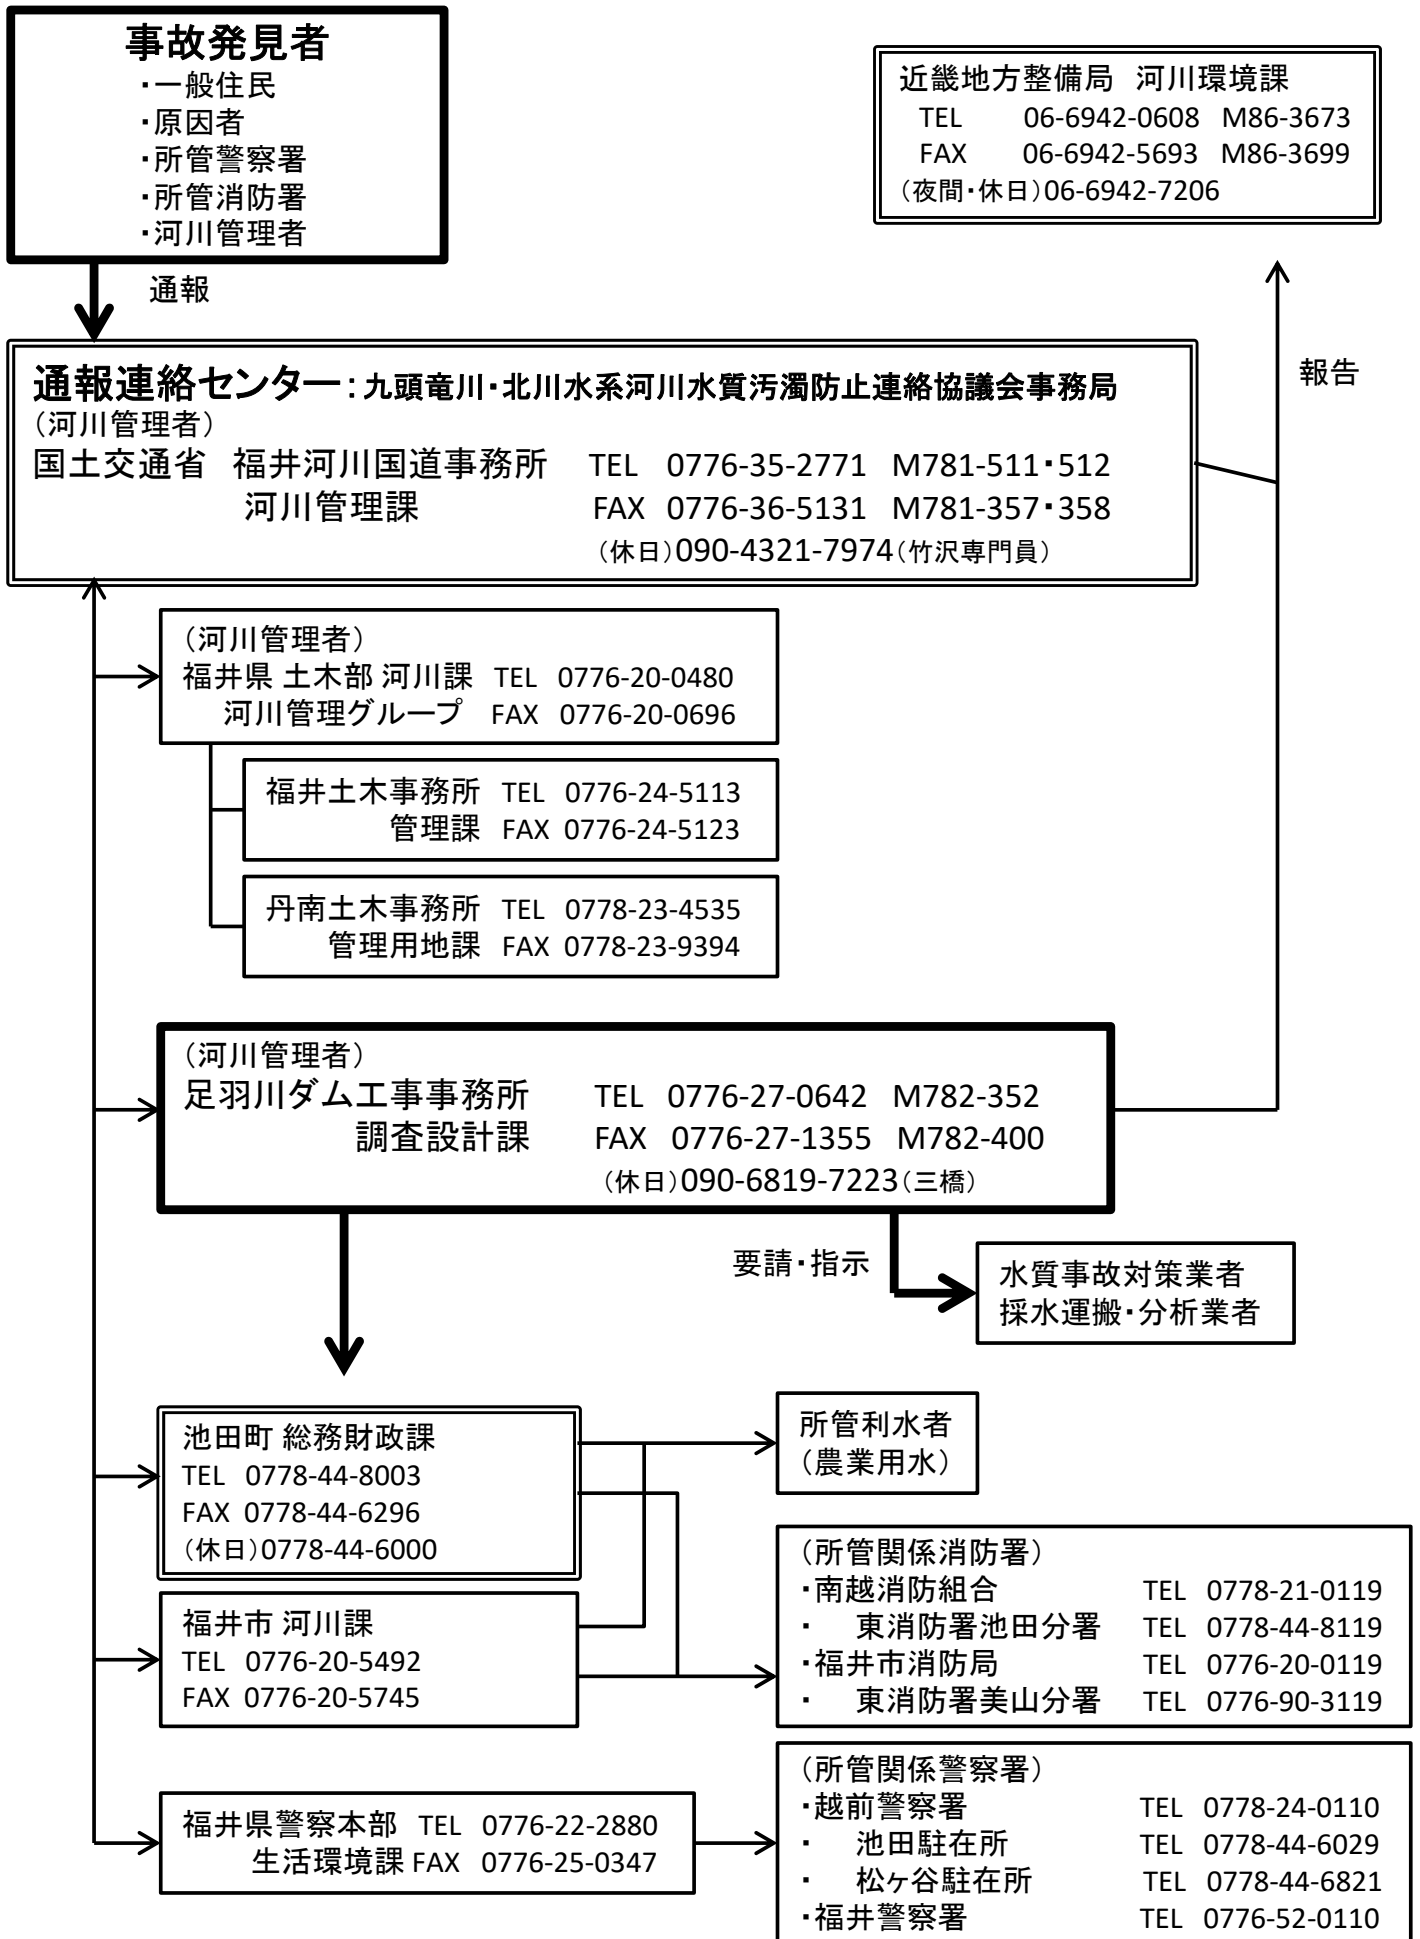 事故発見者
・一般住民
・原因者
・所管警察署
・所管消防署
・河川管理者
近畿地方整備局 河川環境課
TEL 06-6942-0608 M86-3673
FAX 06-6942-5693 M86-3699
(夜間・休日)06-6942-7206
通報
報告
通報連絡センター：九頭竜川・北川水系河川水質汚濁防止連絡協議会事務局
(河川管理者)
国土交通省 福井河川国道事務所 TEL 0776-35-2771 M781-511・512
河川管理課 FAX 0776-36-5131 M781-357・358
(休日)090-4321-7974(竹沢専門員)
(河川管理者)
福井県 土木部 河川課 TEL 0776-20-0480
河川管理グループ FAX 0776-20-0696
福井土木事務所 TEL 0776-24-5113
管理課 FAX 0776-24-5123
丹南土木事務所 TEL 0778-23-4535
管理用地課 FAX 0778-23-9394
(河川管理者)
足羽川ダム工事事務所 TEL 0776-27-0642 M782-352
調査設計課 FAX 0776-27-1355 M782-400
(休日)090-6819-7223(三橋)
要請・指示
水質事故対策業者
採水運搬・分析業者
池田町 総務財政課
TEL 0778-44-8003
FAX 0778-44-6296
(休日)0778-44-6000
所管利水者
(農業用水)
福井市 河川課
TEL 0776-20-5492
FAX 0776-20-5745
(所管関係消防署)
・南越消防組合 TEL 0778-21-0119
・ 東消防署池田分署 TEL 0778-44-8119
・福井市消防局 TEL 0776-20-0119
・ 東消防署美山分署 TEL 0776-90-3119
福井県警察本部 TEL 0776-22-2880
生活環境課 FAX 0776-25-0347
(所管関係警察署)
・越前警察署 TEL 0778-24-0110
・ 池田駐在所 TEL 0778-44-6029
・ 松ヶ谷駐在所 TEL 0778-44-6821
・福井警察署 TEL 0776-52-0110